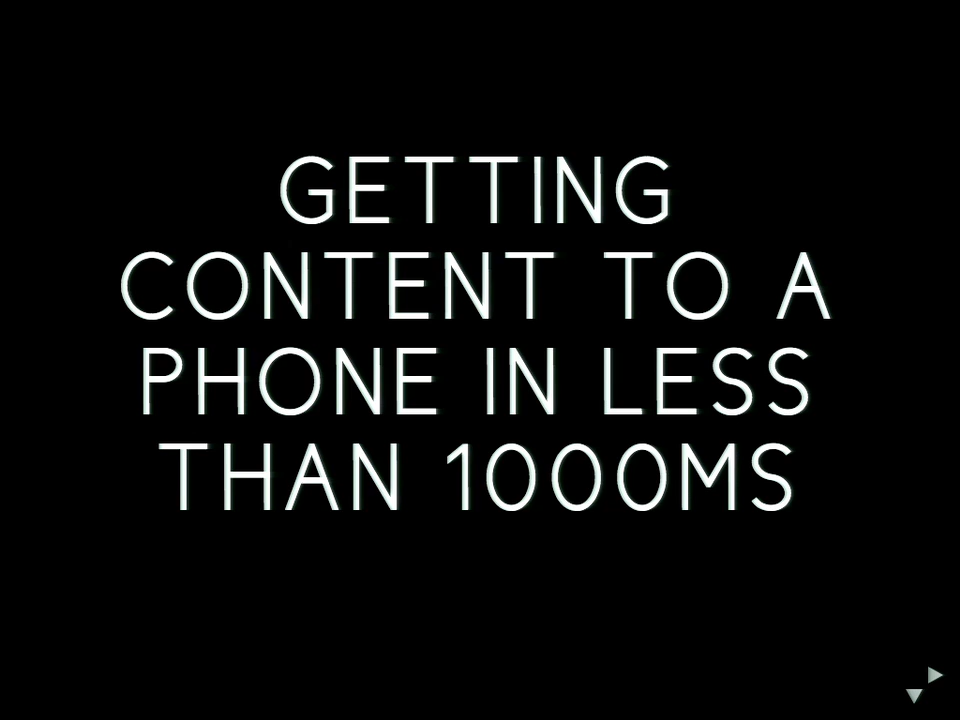 GETTING
CONTENT TO A
PHONE IN LESS
THAN 1000MS